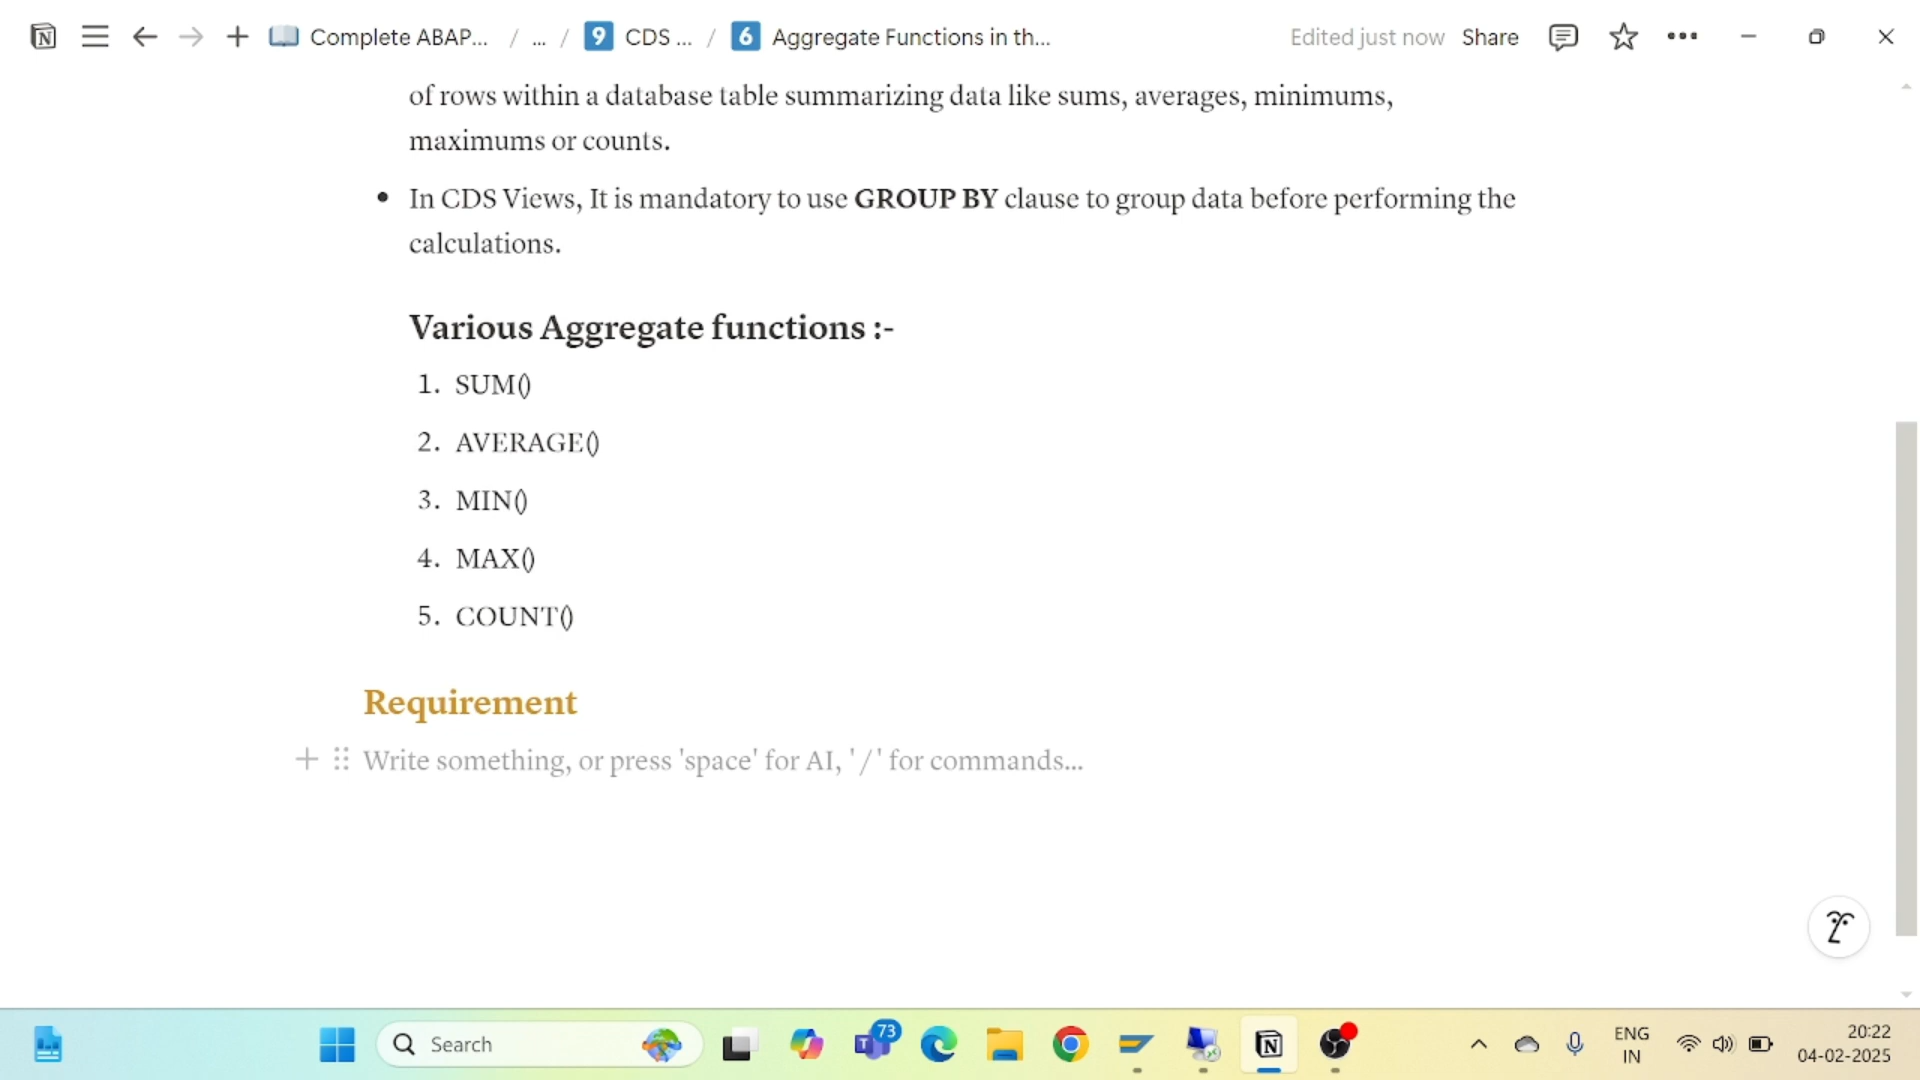 Complete ABAP... / ... / 9 CDS ... / 6 Aggregate Functions in th... Edited just now Share
of rows within a database table summarizing data like sums, averages, minimums,
maximums or counts.
• In CDS Views, It is mandatory to use GROUP BY clause to group data before performing the
calculations.
Various Aggregate functions :-
1. SUM()
2. AVERAGE()
3. MIN()
4. MAX()
5. COUNT()
Requirement
Write something, or press 'space' for AI, '/' for commands...
Search
73
ENG
IN
20:22
04-02-2025